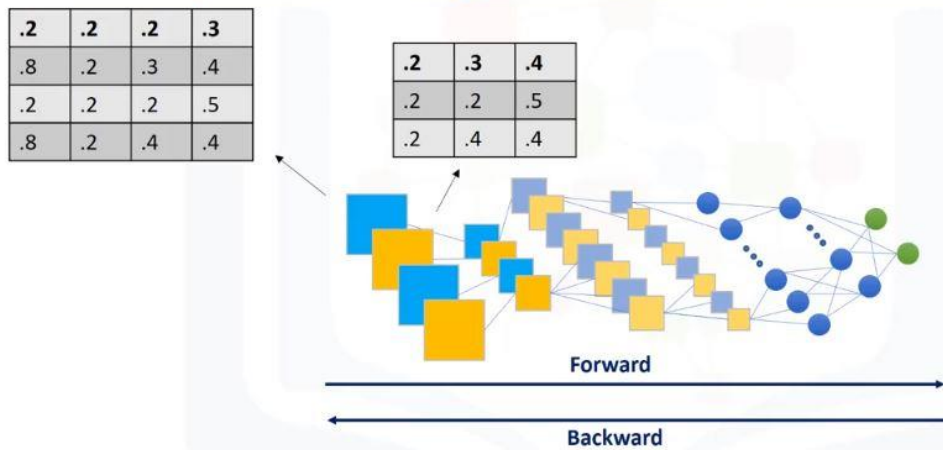 .2 .2 .2 .3
.8 .2 .3 .4
.2 .2 .2 .5
.8 .2 .4 .4
.2 .3 .4
.2 .2 .5
.2 .4 .4
Forward
Backward